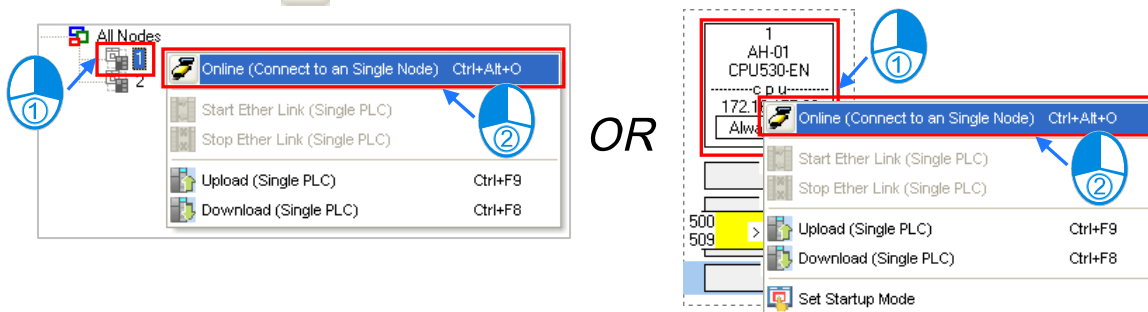 All Nodes
1
2
Online (Connect to an Single Node) Ctrl+Alt+O
Start Ether Link (Single PLC)
Stop Ether Link (Single PLC)
Upload (Single PLC) Ctrl+F9
Download (Single PLC) Ctrl+F8
①
②
OR
1
AH-01
CPU530-EN
--------c p u--------
Online (Connect to an Single Node) Ctrl+Alt+O
Start Ether Link (Single PLC)
Stop Ether Link (Single PLC)
500
509
>
Upload (Single PLC) Ctrl+F9
Download (Single PLC) Ctrl+F8
Set Startup Mode
①
②